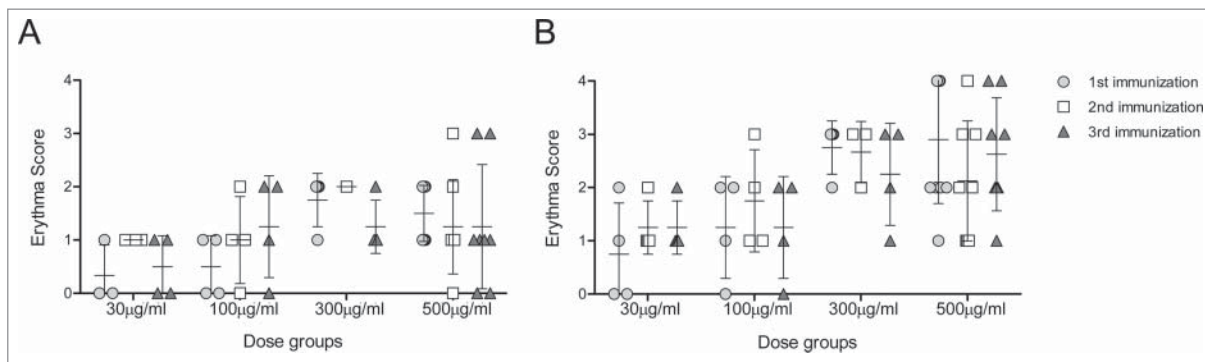 A
Erythma Score
4
3
2
1
0
30μg/ml 100μg/ml 300μg/ml 500μg/ml
Dose groups
B
Erythma Score
4
3
2
1
0
30μg/ml 100μg/ml 300μg/ml 500μg/ml
Dose groups
1st immunization
2nd immunization
3rd immunization